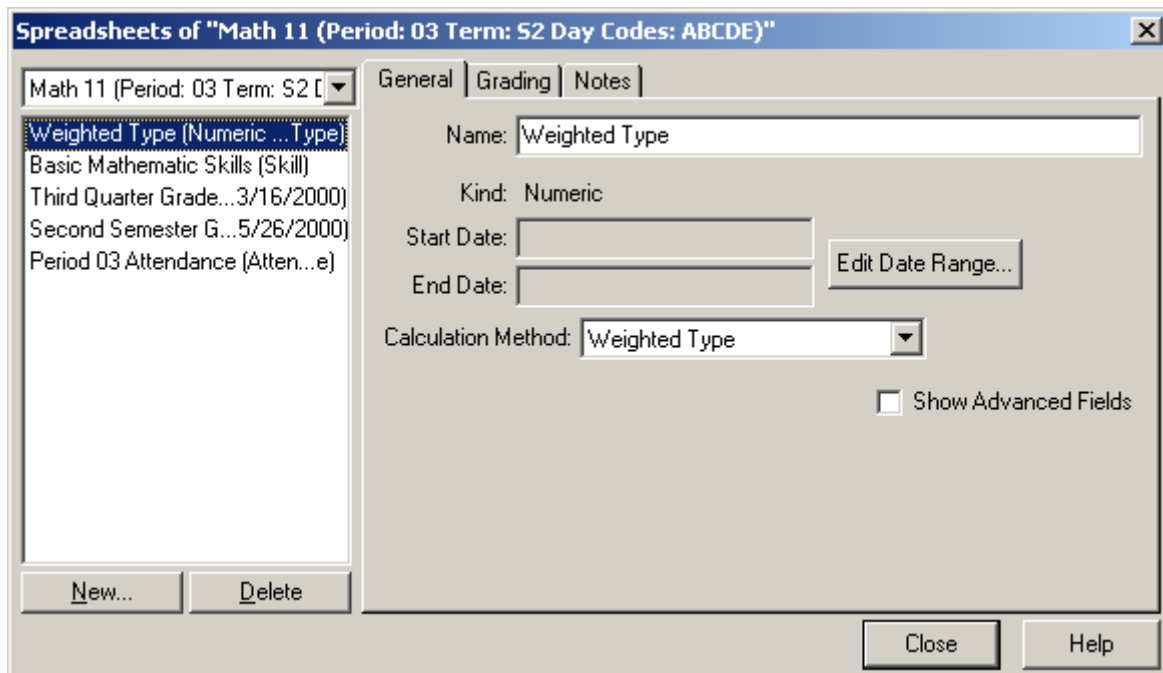 Spreadsheets of "Math 11 (Period: 03 Term: S2 Day Codes: ABCDE)"
Math 11 (Period: 03 Term: S2 [
Weighted Type (Numeric ...Type)
Basic Mathematic Skills (Skill)
Third Quarter Grade...3/16/2000)
Second Semester G...5/26/2000)
Period 03 Attendance (Atten...e)
New...
Delete
General
Grading
Notes
Name: Weighted Type
Kind: Numeric
Start Date:
End Date:
Edit Date Range...
Calculation Method: Weighted Type
Show Advanced Fields
Close
Help